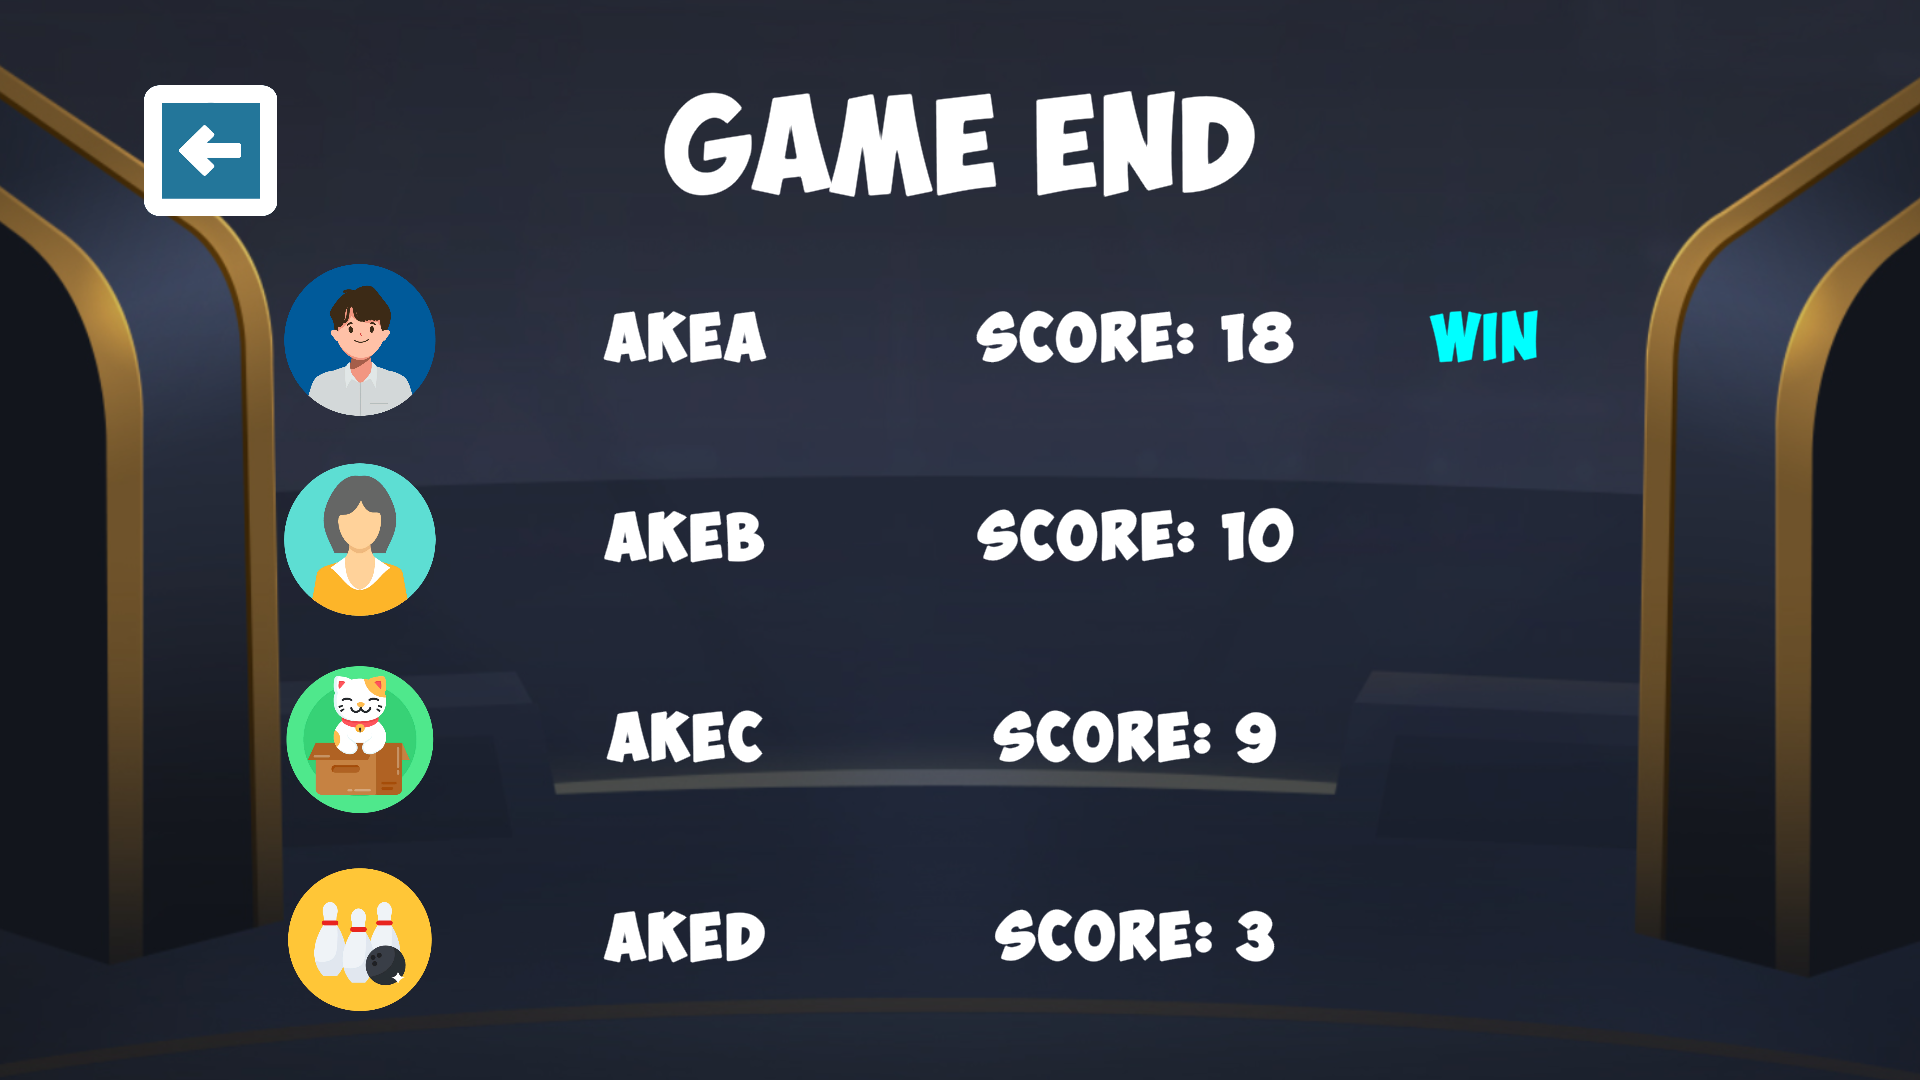 GAME END
AKEA SCORE: 18 WIN
AKEB SCORE: 10
AKEC SCORE: 9
AKED SCORE: 3